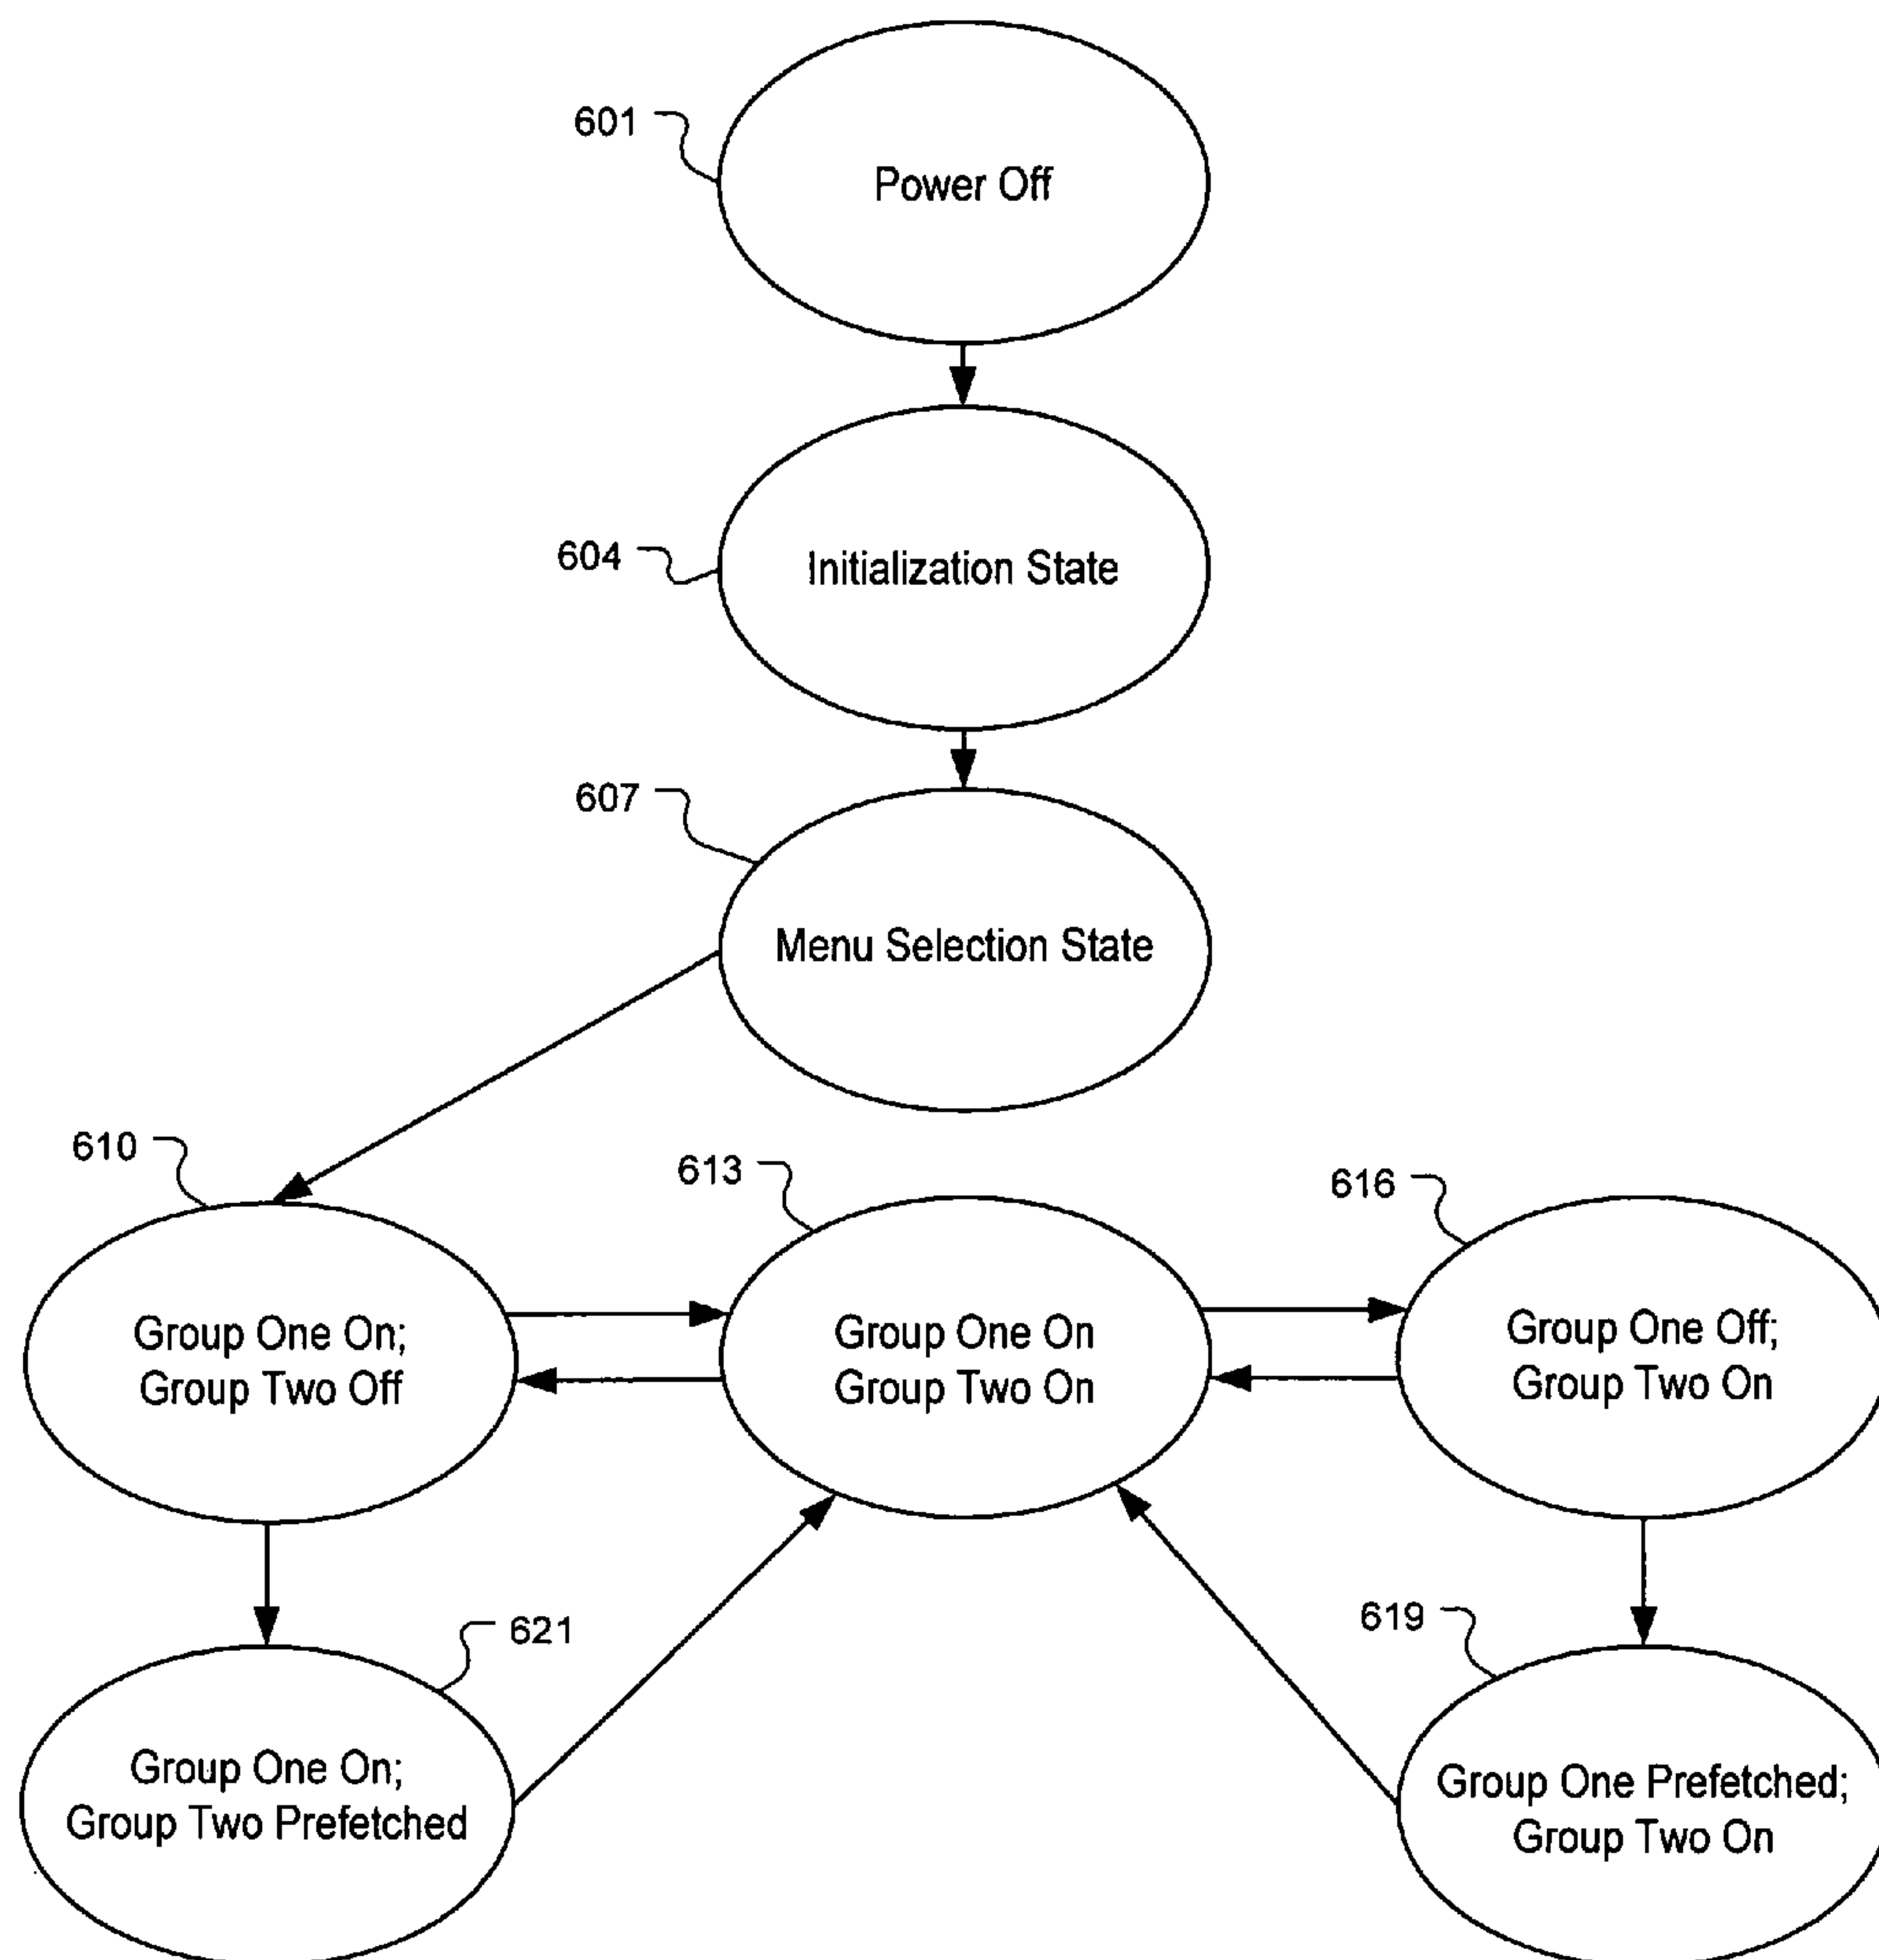 601
Power Off
604
Initialization State
607
Menu Selection State
610
613
616
Group One On;
Group Two Off
Group One On
Group Two On
Group One Off;
Group Two On
621
619
Group One On;
Group Two Prefetched
Group One Prefetched;
Group Two On